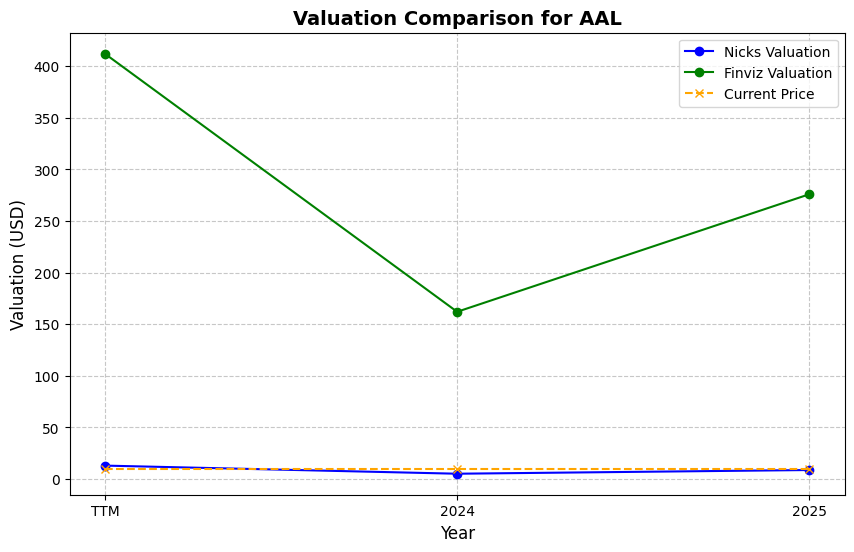 Valuation Comparison for AAL
Nicks Valuation
Finviz Valuation
Current Price
Valuation (USD)
400
350
300
250
200
150
100
50
0
TTM 2024 2025
Year